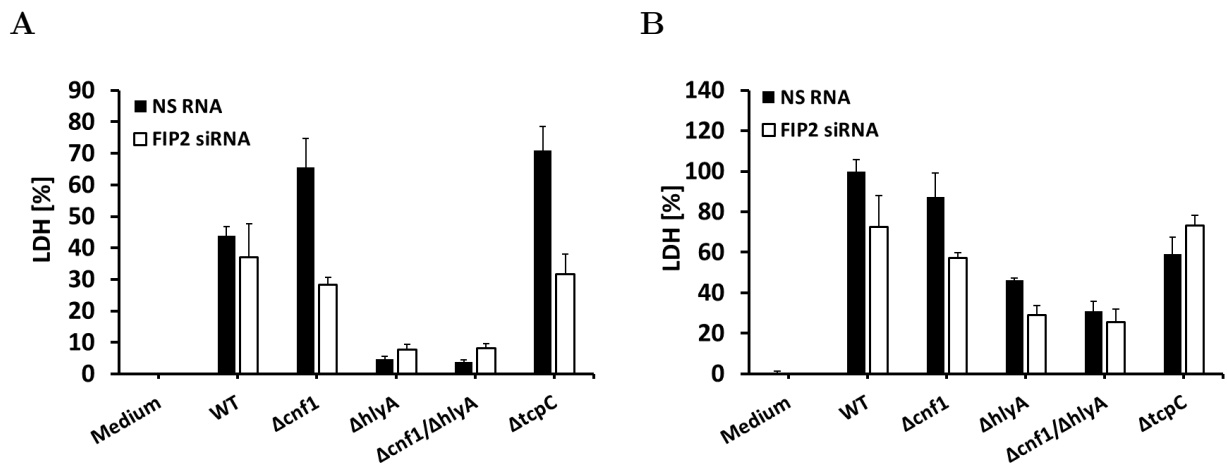 A
LDH [%]
90
80
70
60
50
40
30
20
10
0
NS RNA
FIP2 siRNA
Medium
WT
Δcnf1
ΔhlyA
Δcnf1/ΔhlyA
ΔtcpC
B
LDH [%]
140
120
100
80
60
40
20
0
NS RNA
FIP2 siRNA
Medium
WT
Δcnf1
ΔhlyA
Δcnf1/ΔhlyA
ΔtcpC